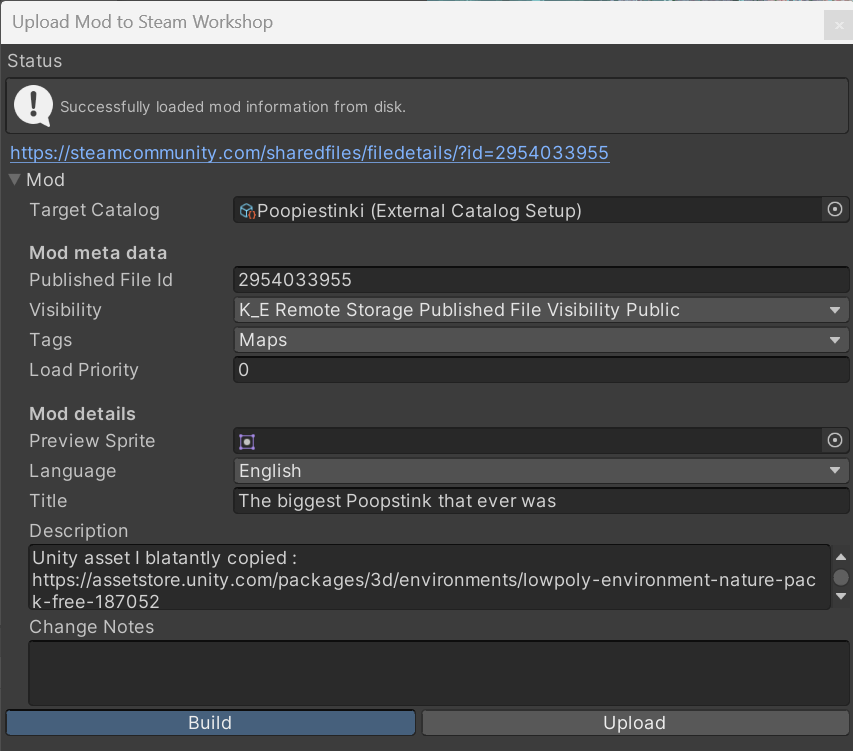 Upload Mod to Steam Workshop
Status
Successfully loaded mod information from disk.
https://steamcommunity.com/sharedfiles/filedetails/?id=2954033955
Mod
Target Catalog Poopiestinki (External Catalog Setup)
Mod meta data
Published File Id 2954033955
Visibility K_E Remote Storage Published File Visibility Public
Tags Maps
Load Priority 0
Mod details
Preview Sprite
Language English
Title The biggest Poopstink that ever was
Description
Unity asset I blatantly copied :
https://assetstore.unity.com/packages/3d/environments/lowpoly-environment-nature-pac
k-free-187052
Change Notes
Build Upload